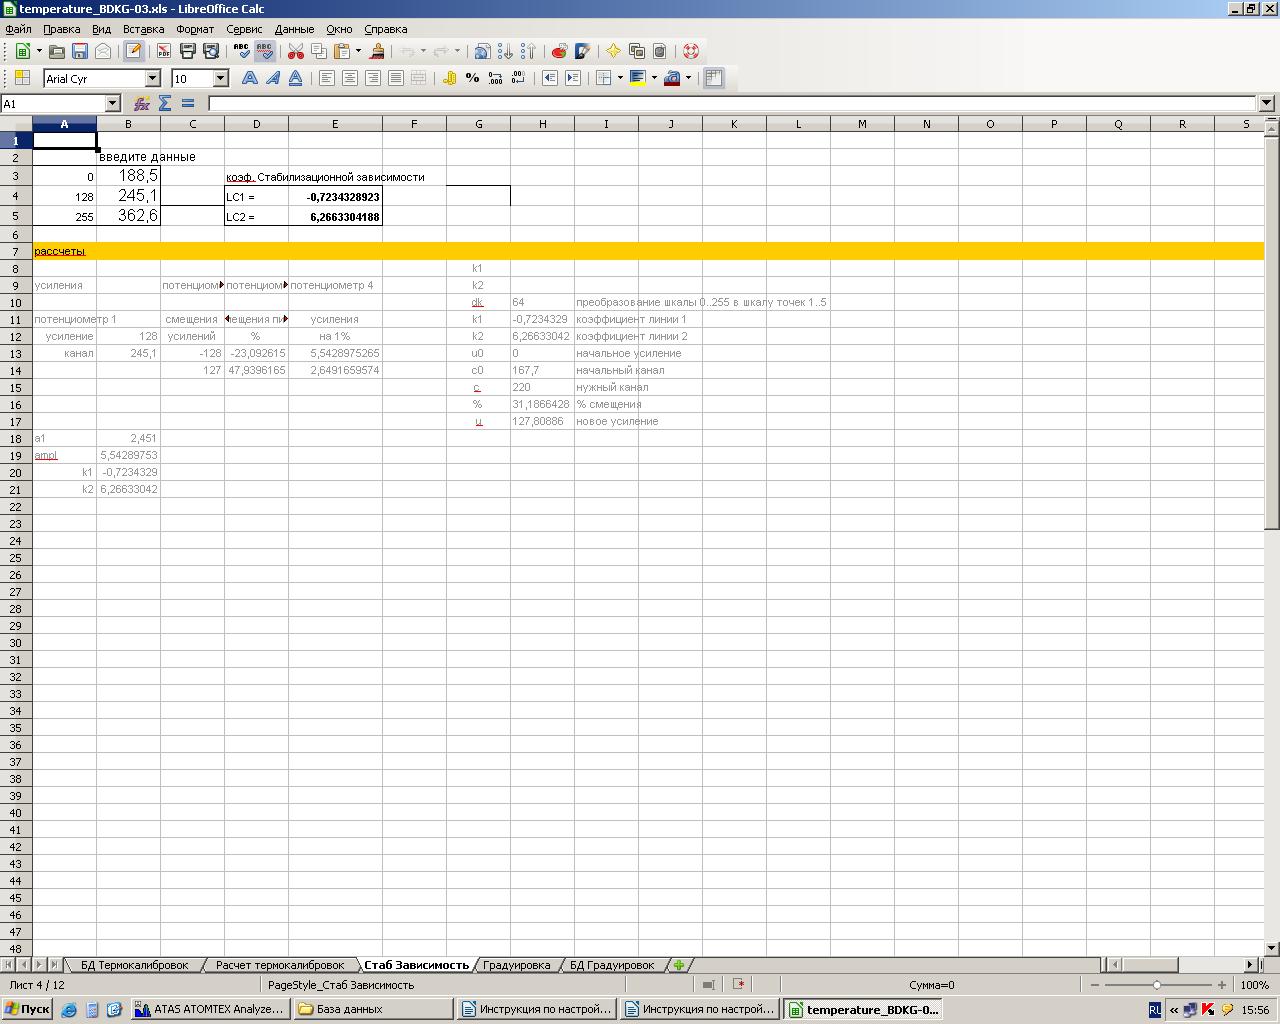 temperature_BDKG-03.xls - LibreOffice Calc
Файл Правка Вид Вставка Формат Сервис Данные Окно Справка
Arial Cyr 10
A1
A B C D E F G H I J K L M N O P Q R S
1
2 введите данные
3 0 188,5 коэф. Стабилизационной зависимости
4 128 245,1 LC1 = -0,7234328923
5 255 362,6 LC2 = 6,2663304188
6
7 рассчеты
8 k1
9 усиления потенциом потенциом потенциометр 4 k2
10 dk 64 преобразование шкалы 0..255 в шкалу точек 1..5
11 потенциометр 1 смещения ещения пи усиления k1 -0,7234329 коэффициент линии 1
12 усиление 128 усилений % на 1% k2 6,26633042 коэффициент линии 2
13 канал 245,1 -128 -23,092615 5,5428975265 u0 0 начальное усиление
14 127 47,9396165 2,6491659574 c0 167,7 начальный канал
15 c 220 нужный канал
16 % 31,1866428 % смещения
17 u 127,80886 новое усиление
18 a1 2,451
19 ampl 5,54289753
20 k1 -0,7234329
21 k2 6,26633042
22
23
24
25
26
27
28
29
30
31
32
33
34
35
36
37
38
39
40
41
42
43
44
45
46
47
48
БД Термокалибровок Расчет термокалибровок Стаб Зависимость Градуировка БД Градуировок
Лист 4 / 12 PageStyle_Стаб Зависимость Сумма=0 100%
Пуск ATAS ATOMTEX Analyze... База данных Инструкция по настрой... Инструкция по настрой... temperature_BDKG-0... RU « 15:56